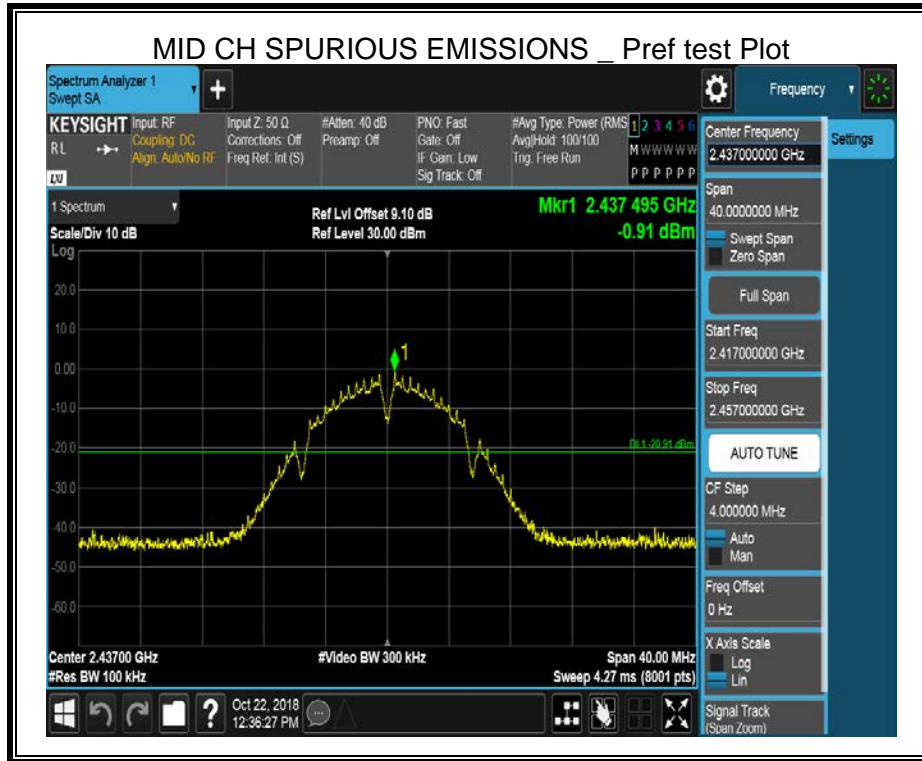 MID CH SPURIOUS EMISSIONS _ Pref test Plot
Spectrum Analyzer 1
Swept SA
+
Frequency
KEYSIGHT
RL
LXI
Input: RF
Coupling: DC
Align: Auto/No RF
Input Z: 50 Ω
Corrections: Off
Freq Ref: Int (S)
#Atten: 40 dB
Preamp: Off
PNO: Fast
Gate: Off
IF Gain: Low
Sig Track: Off
#Avg Type: Power (RMS
Avg|Hold: 100/100
Trig: Free Run
1 2 3 4 5 6
M W W W W W
P P P P P P
Center Frequency
2.437000000 GHz
Settings
Span
40.0000000 MHz
Swept Span
Zero Span
Full Span
Start Freq
2.417000000 GHz
Stop Freq
2.457000000 GHz
AUTO TUNE
CF Step
4.000000 MHz
Auto
Man
Freq Offset
0 Hz
X Axis Scale
Log
Lin
Signal Track
(Span Zoom)
1 Spectrum
Scale/Div 10 dB
Log
Ref Lvl Offset 9.10 dB
Ref Level 30.00 dBm
Mkr1 2.437 495 GHz
-0.91 dBm
20.0
10.0
0.00
1
-10.0
-20.0
DL1 -20.91 dBm
-30.0
-40.0
-50.0
-60.0
Center 2.43700 GHz
#Res BW 100 kHz
#Video BW 300 kHz
Span 40.00 MHz
Sweep 4.27 ms (8001 pts)
?
Oct 22, 2018
12:36:27 PM